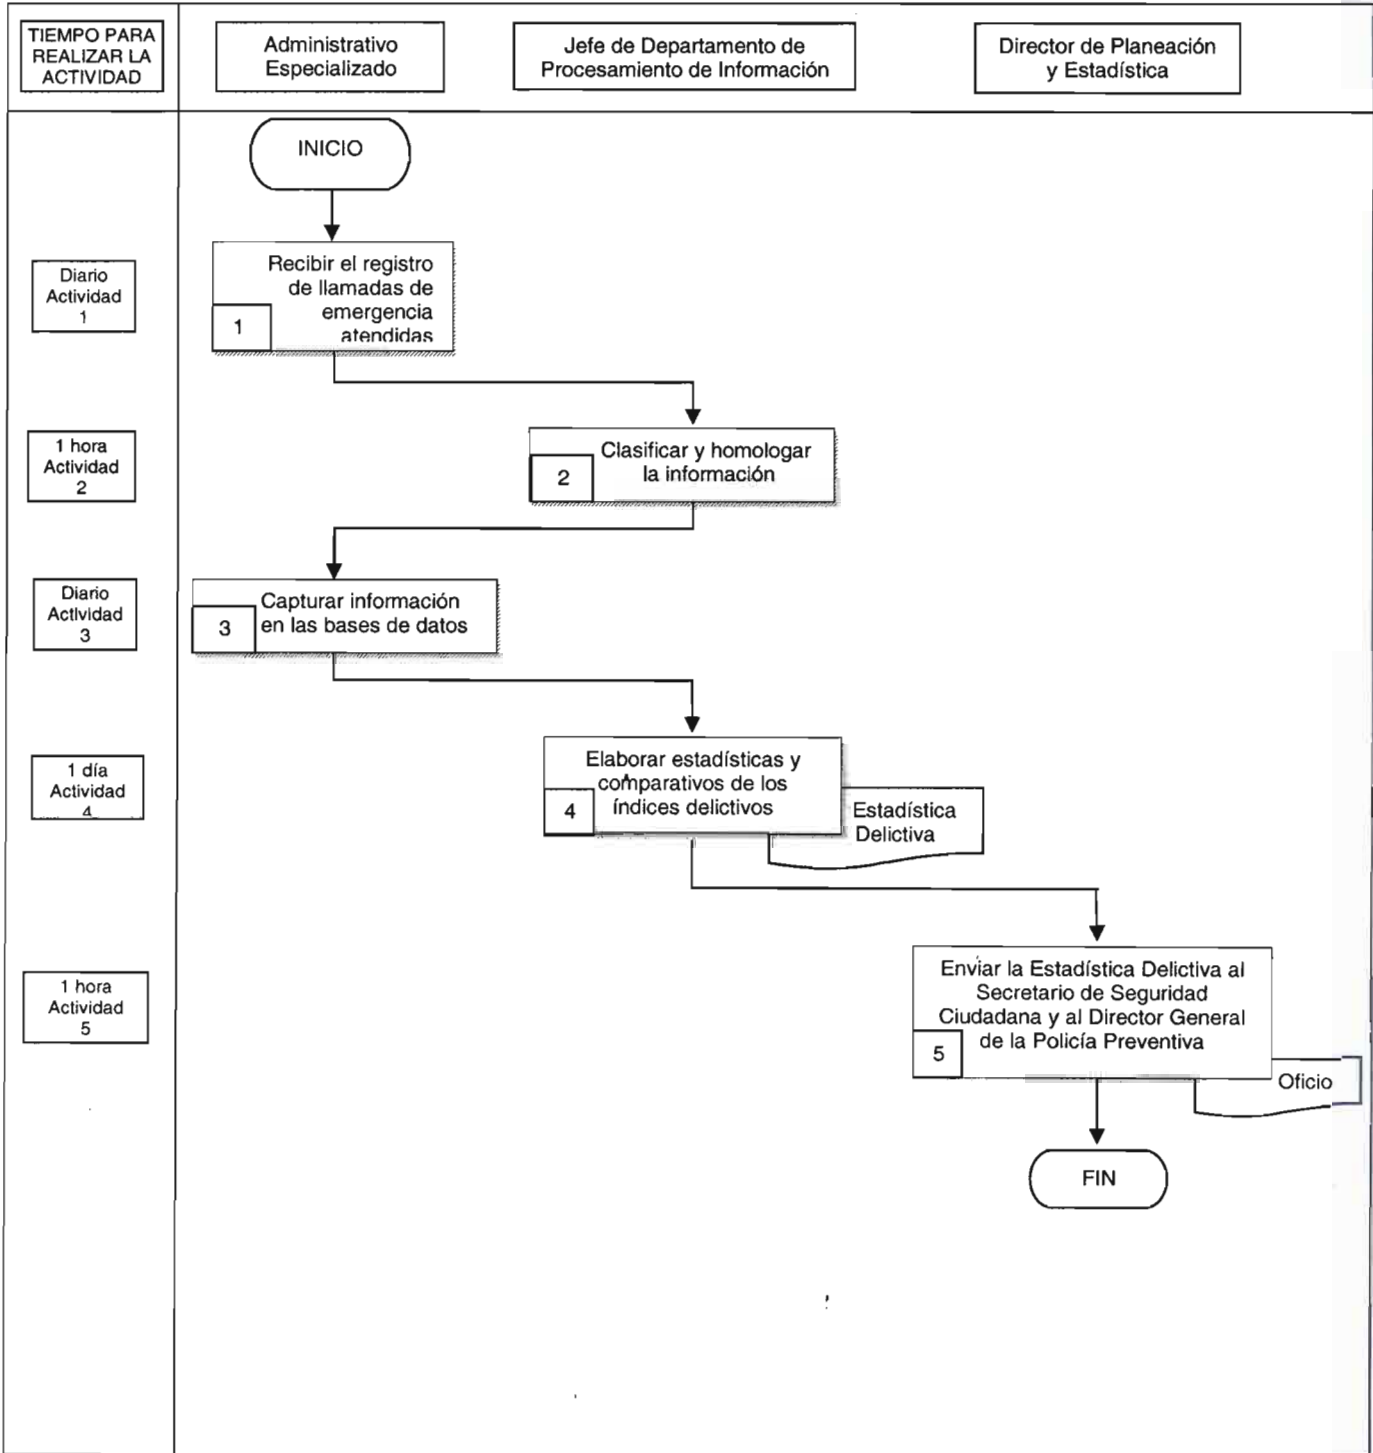 TIEMPO PARA
REALIZAR LA
ACTIVIDAD
Administrativo
Especializado
Jefe de Departamento de
Procesamiento de Información
Director de Planeación
y Estadística
INICIO
Diario
Actividad
1
Recibir el registro
de llamadas de
emergencia
atendidas
1
1 hora
Actividad
2
Clasificar y homologar
la información
2
Diario
Actividad
3
Capturar información
en las bases de datos
3
1 día
Actividad
4
Elaborar estadísticas y
comparativos de los
índices delictivos
4
Estadística
Delictiva
1 hora
Actividad
5
Enviar la Estadística Delictiva al
Secretario de Seguridad
Ciudadana y al Director General
de la Policía Preventiva
5
Oficio
FIN